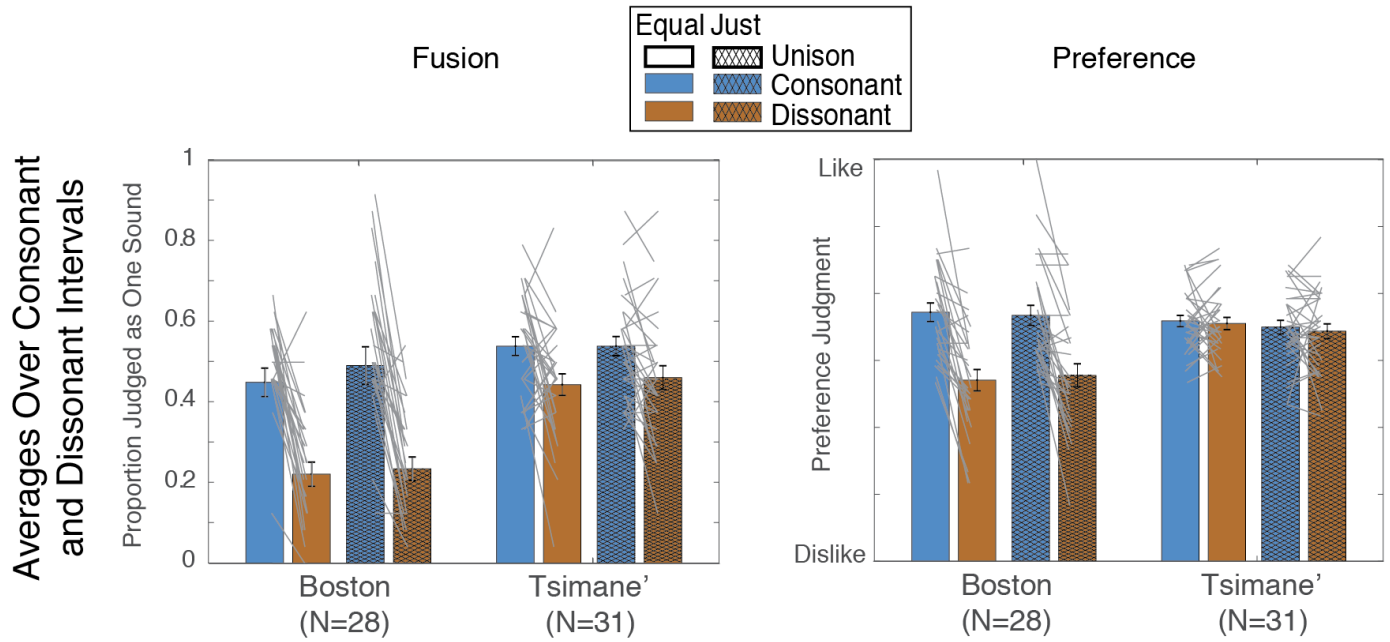 Equal Just
Fusion
Unison
Preference
Consonant
Dissonant
Averages Over Consonant
and Dissonant Intervals
Proportion Judged as One Sound
1
0.8
0.6
0.4
0.2
0
Boston
(N=28)
Tsimane’
(N=31)
Preference Judgment
Like
Dislike
Boston
(N=28)
Tsimane’
(N=31)